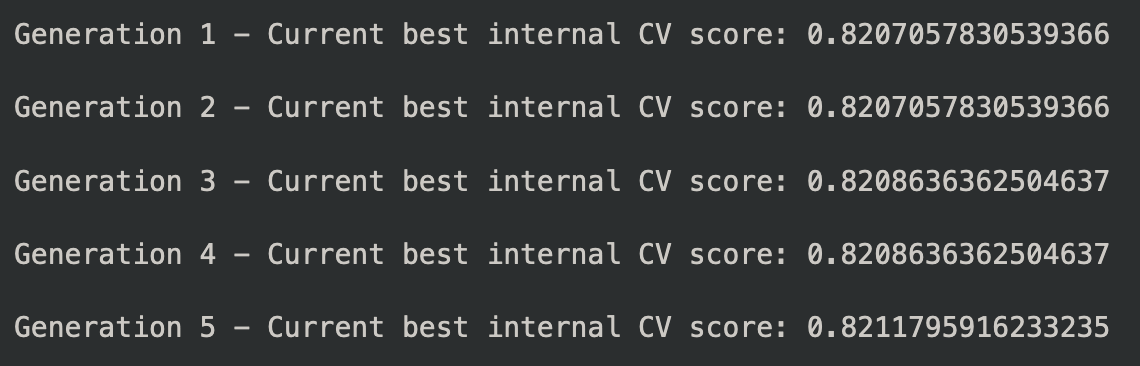 Generation 1 – Current best internal CV score: 0.8207057830539366
Generation 2 – Current best internal CV score: 0.8207057830539366
Generation 3 – Current best internal CV score: 0.8208636362504637
Generation 4 – Current best internal CV score: 0.8208636362504637
Generation 5 – Current best internal CV score: 0.8211795916233235